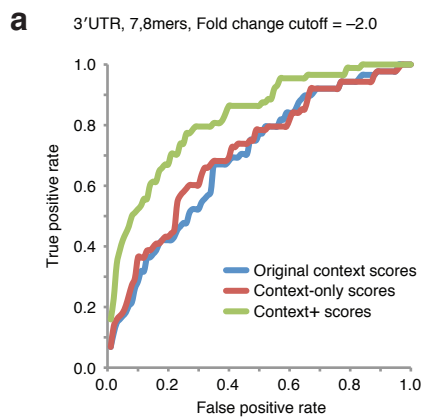 a
3′UTR, 7,8mers, Fold change cutoff = –2.0
True positive rate
1.0
0.8
0.6
0.4
0.2
0.0
Original context scores
Context-only scores
Context+ scores
0.0 0.2 0.4 0.6 0.8 1.0
False positive rate